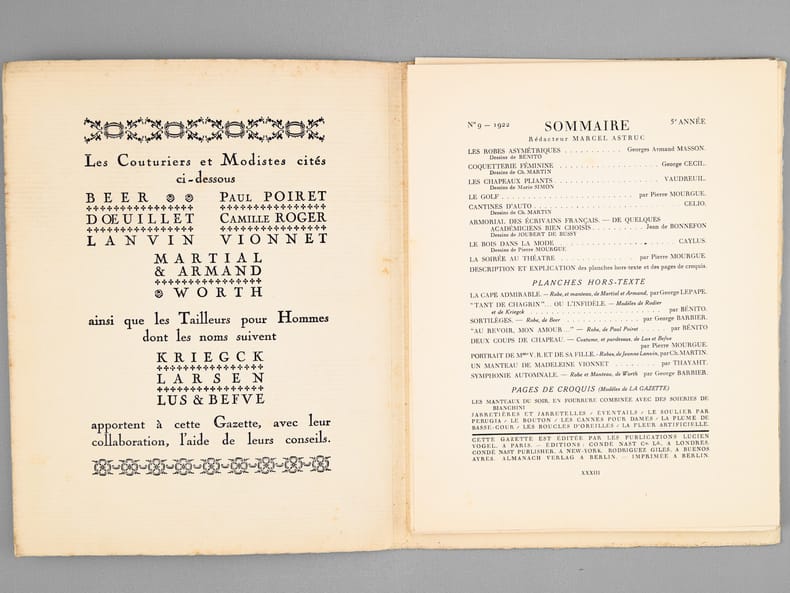 Les Couturiers et Modistes cités
ci-dessous
BEER PAUL POIRET
DŒUILLET CAMILLE ROGER
LANVIN VIONNET
MARTIAL
& ARMAND
WORTH
ainsi que les Tailleurs pour Hommes
dont les noms suivent
KRIEGCK
LARSEN
LUS & BEFVE
apportent à cette Gazette, avec leur
collaboration, l'aide de leurs conseils.
N° 9 — 1922 SOMMAIRE 5e ANNÉE
Rédacteur MARCEL ASTRUC
LES ROBES ASYMÉTRIQUES . . . . . . . . . . . Georges Armand MASSON.
Dessins de BENITO
COQUETTERIE FÉMININE . . . . . . . . . . . George CECIL.
Dessins de Ch. MARTIN
LES CHAPEAUX PLIANTS . . . . . . . . . . . VAUDREUIL.
Dessins de Mario SIMON
LE GOLF . . . . . . . . . . . par Pierre MOURGUE.
CANTINES D'AUTO . . . . . . . . . . . CELIO.
Dessins de Ch. MARTIN
ARMORIAL DES ÉCRIVAINS FRANÇAIS. — DE QUELQUES
ACADÉMICIENS BIEN CHOISIS . . . . . . . . . . . Jean de BONNEFON
Dessins de JOUBERT DE BUSSY
LE BOIS DANS LA MODE . . . . . . . . . . . CAYLUS.
Dessins de Pierre MOURGUE
LA SOIRÉE AU THÉATRE . . . . . . . . . . . par Pierre MOURGUE
DESCRIPTION ET EXPLICATION des planches hors-texte et des pages de croquis.
PLANCHES HORS-TEXTE
LA CAPE ADMIRABLE. — Robe, et manteau, de Martial et Armand, par George LEPAPE.
"TANT DE CHAGRIN"... OU L'INFIDÈLE. — Modèles de Rodier
et de Kriegck . . . . . . . . . . . par BÉNITO.
SORTILÈGES. — Robe, de Beer . . . . . . . . . . . par George BARBIER.
"AU REVOIR, MON AMOUR..." — Robe, de Paul Poiret . . . . . par BÉNITO
DEUX COUPS DE CHAPEAU. — Costume, et pardessus, de Lus et Befve
par Pierre MOURGUE.
PORTRAIT DE Mme V. R. ET DE SA FILLE. - Robes, de Jeanne Lanvin, par Ch. MARTIN.
UN MANTEAU DE MADELEINE VIONNET . . . . . . . par THAYAHT.
SYMPHONIE AUTOMNALE. — Robe et Manteau, de Worth par George BARBIER.
PAGES DE CROQUIS (Modèles de LA GAZETTE)
LES MANTEAUX DU SOIR, EN FOURRURE COMBINÉE AVEC DES SOIERIES DE
BIANCHINI
JARRETIÈRES ET JARRETELLES / ÉVENTAILS / LE SOULIER PAR
PERUGIA / LE BOUTON / LES CANNES POUR DAMES / LA PLUME DE
BASSE-COUR / LES BOUCLES D'OREILLES / LA FLEUR ARTIFICIELLE.
CETTE GAZETTE EST ÉDITÉE PAR LES PUBLICATIONS LUCIEN
VOGEL, A PARIS. — ÉDITIONS : CONDÉ NAST Co Ld., A LONDRES.
CONDÉ NAST PUBLISHER, A NEW-YORK. RODRIGUEZ GILES, A BUENOS
AYRES. ALMANACH VERLAG A BERLIN. — IMPRIMÉE A BERLIN
XXXIII